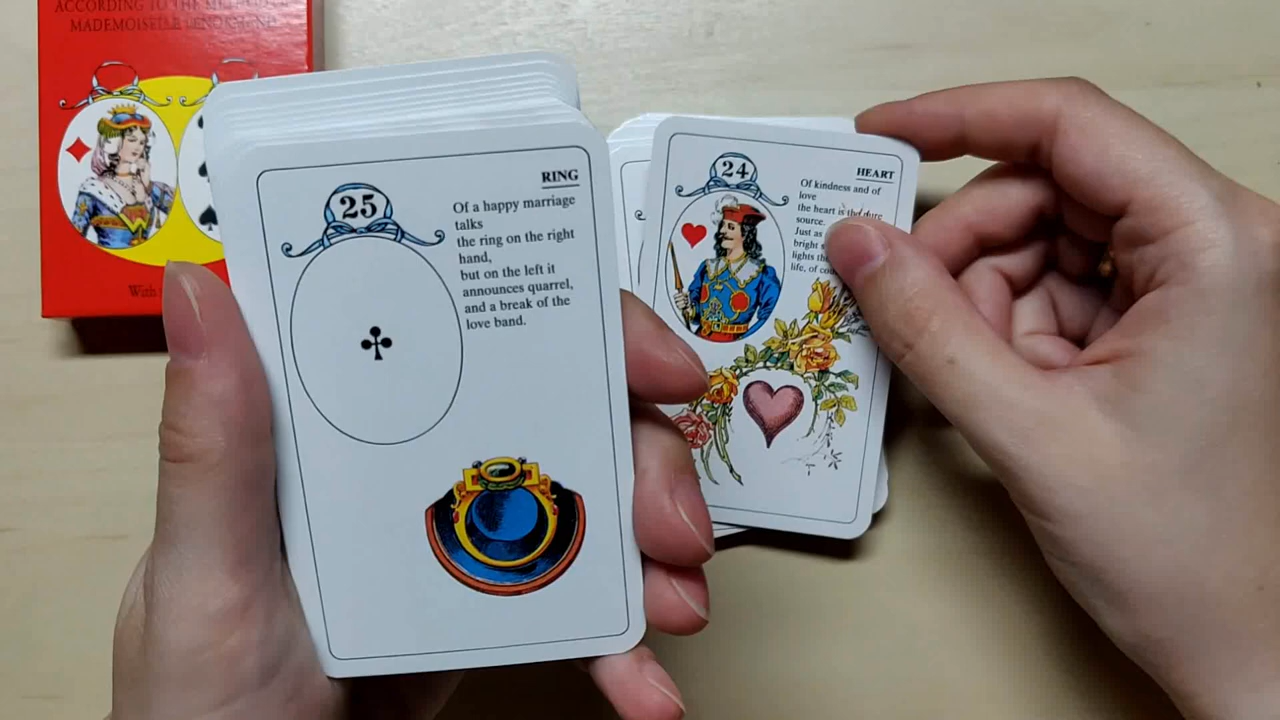 ACCORDING TO THE
MADEMOISELLE LENORMAND
With
25
RING
Of a happy marriage
talks
the ring on the right
hand,
but on the left it
announces quarrel,
and a break of the
love band.
24
HEART
Of kindness and of
love
the heart is the pure
source.
Just as
bright
lights the
life, of